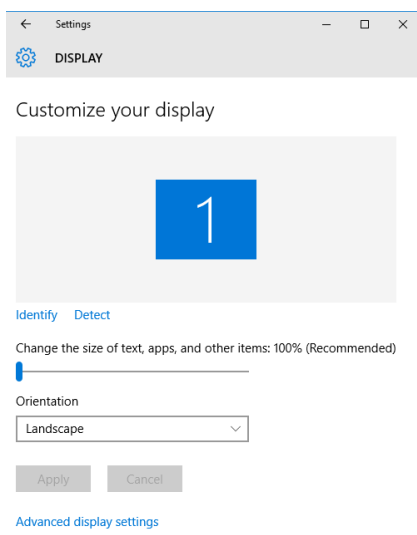 Settings
DISPLAY
Customize your display
1
Identify Detect
Change the size of text, apps, and other items: 100% (Recommended)
Orientation
Landscape
Apply Cancel
Advanced display settings